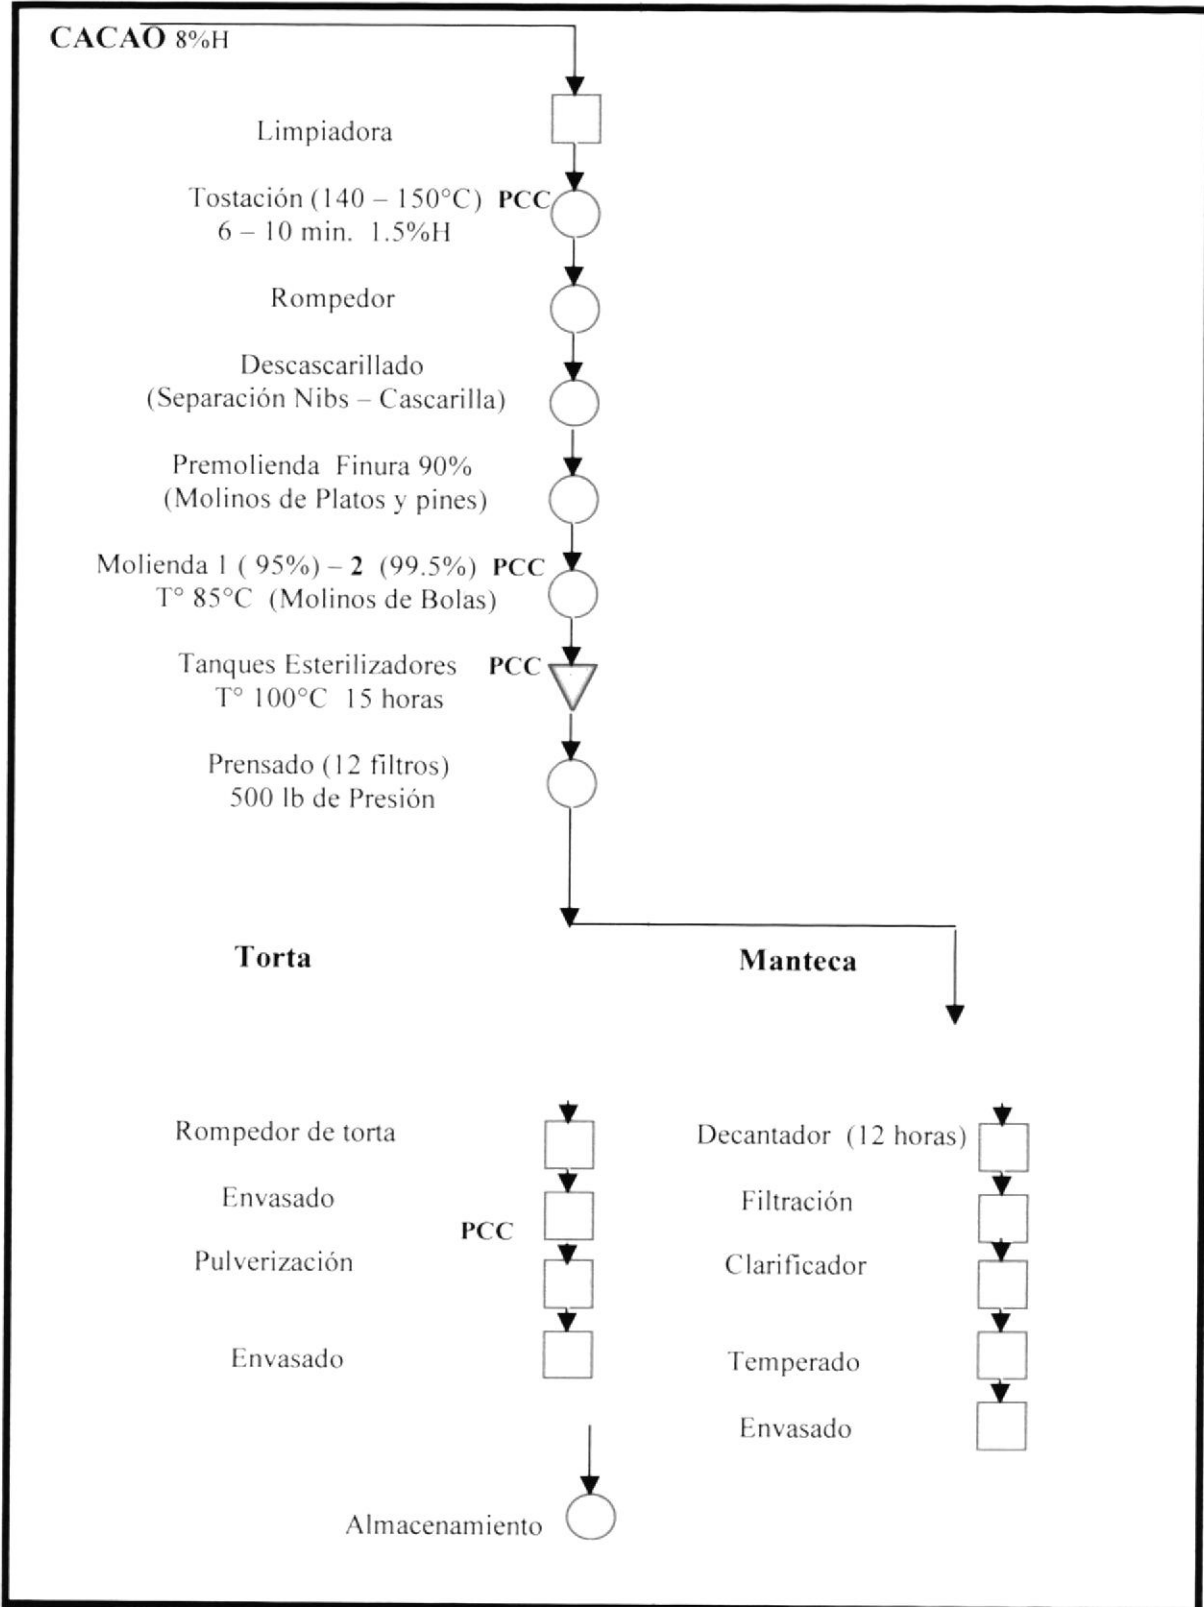 CACAO 8%H
Limpiadora
Tostación (140 – 150°C) PCC
6 – 10 min. 1.5%H
Rompedor
Descascarillado
(Separación Nibs – Cascarilla)
Premolienda Finura 90%
(Molinos de Platos y pines)
Molienda 1 ( 95%) – 2 (99.5%) PCC
T° 85°C (Molinos de Bolas)
Tanques Esterilizadores PCC
T° 100°C 15 horas
Prensado (12 filtros)
500 lb de Presión
Torta
Manteca
Rompedor de torta
Envasado
PCC
Pulverización
Envasado
Decantador (12 horas)
Filtración
Clarificador
Temperado
Envasado
Almacenamiento